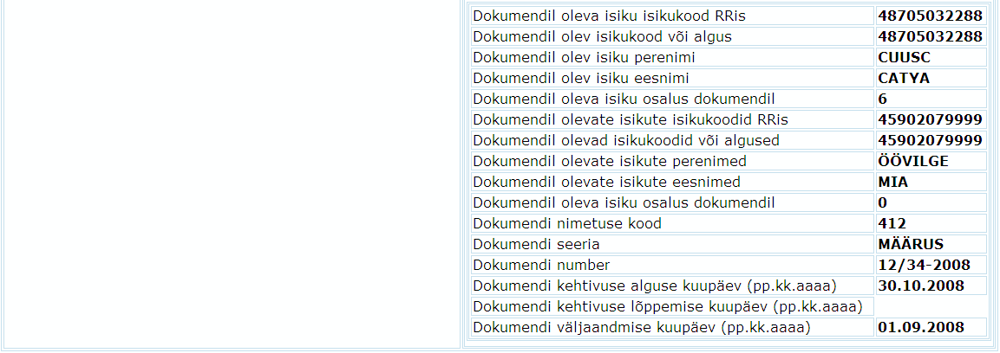 Dokumendil oleva isiku isikukood RRis 48705032288
Dokumendil olev isikukood või algus 48705032288
Dokumendil olev isiku perenimi CUUSC
Dokumendil olev isiku eesnimi CATYA
Dokumendil oleva isiku osalus dokumendil 6
Dokumendil olevate isikute isikukoodid RRis 45902079999
Dokumendil olevad isikukoodid või algused 45902079999
Dokumendil olevate isikute perenimed ÖÖVILGE
Dokumendil olevate isikute eesnimed MIA
Dokumendil oleva isiku osalus dokumendil 0
Dokumendi nimetuse kood 412
Dokumendi seeria MÄÄRUS
Dokumendi number 12/34-2008
Dokumendi kehtivuse alguse kuupäev (pp.kk.aaaa) 30.10.2008
Dokumendi kehtivuse lõppemise kuupäev (pp.kk.aaaa)
Dokumendi väljaandmise kuupäev (pp.kk.aaaa) 01.09.2008